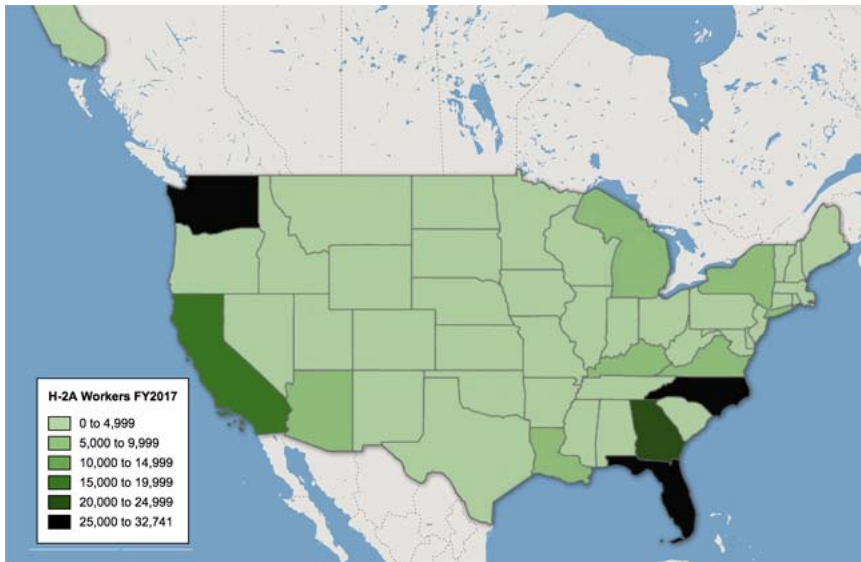 H-2A Workers FY2017
0 to 4,999
5,000 to 9,999
10,000 to 14,999
15,000 to 19,999
20,000 to 24,999
25,000 to 32,741